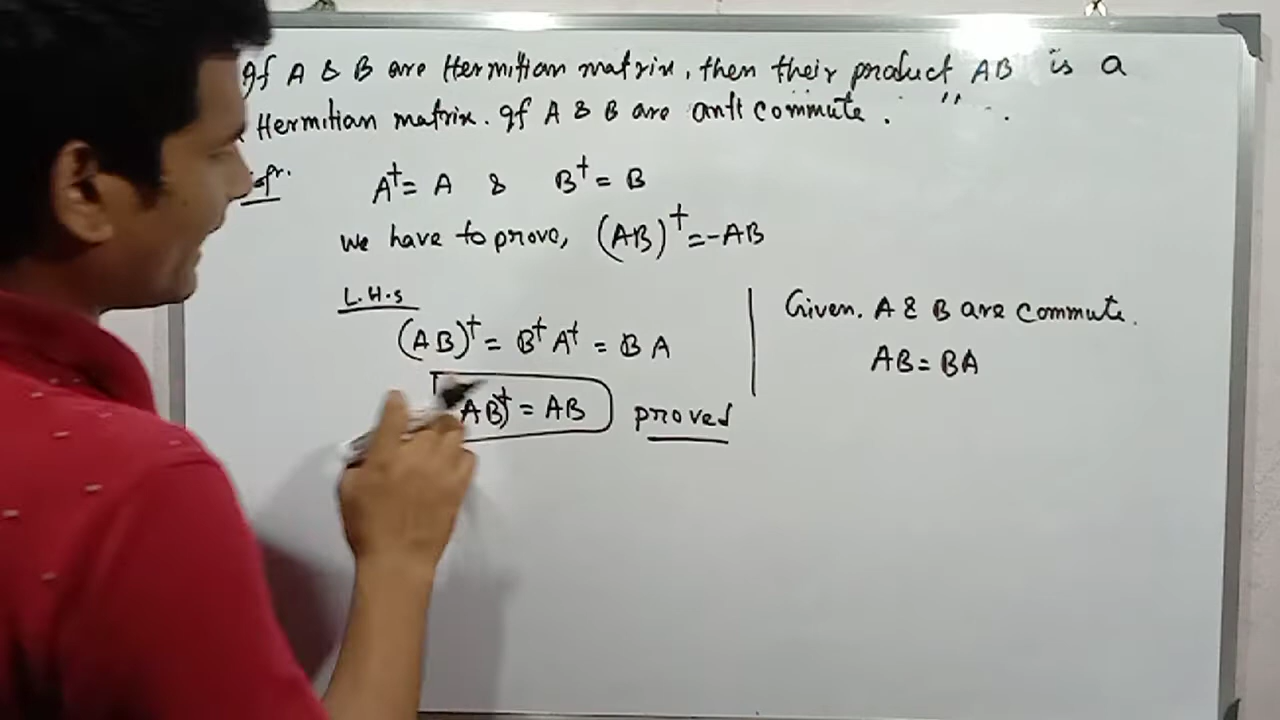 If A & B are Hermitian matrix, then their product AB is a
Hermitian matrix. If A & B are anti commute.
A† = A & B† = B
we have to prove, (AB)† = -AB
L.H.S
(AB)† = B†A† = B A
AB)† = AB proved
Given. A & B are commute.
AB = BA